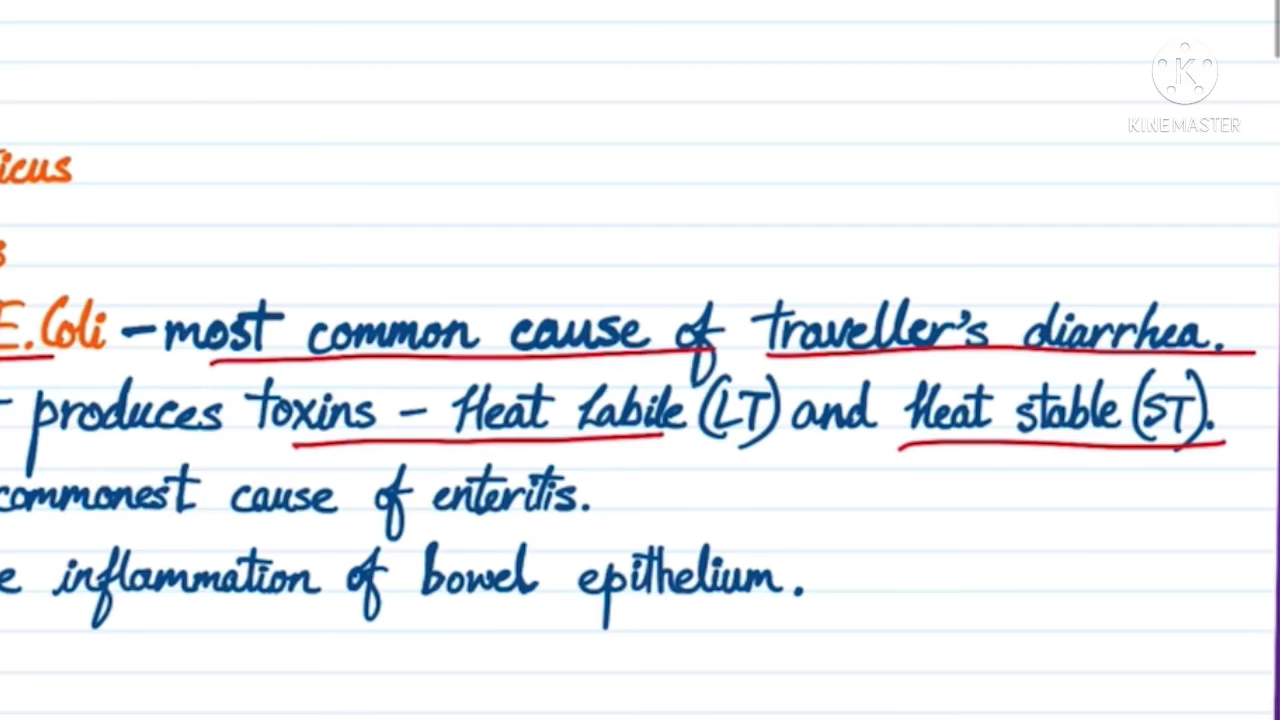 KINEMASTER
icus
s
E.Coli - most common cause of traveller's diarrhea.
produces toxins - Heat Labile (LT) and Heat stable (ST).
commonest cause of enteritis.
e inflammation of bowel epithelium.